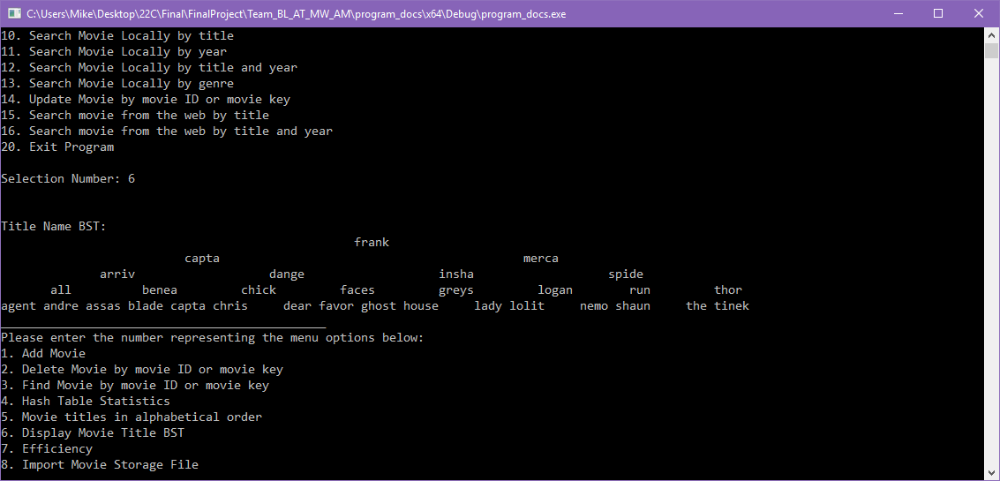 C:\Users\Mike\Desktop\22C\Final\FinalProject\Team_BL_AT_MW_AM\program_docs\x64\Debug\program_docs.exe
10. Search Movie Locally by title
11. Search Movie Locally by year
12. Search Movie Locally by title and year
13. Search Movie Locally by genre
14. Update Movie by movie ID or movie key
15. Search movie from the web by title
16. Search movie from the web by title and year
20. Exit Program
Selection Number: 6
Title Name BST:
frank
capta merca
arriv dange insha spide
all benea chick faces greys logan run thor
agent andre assas blade capta chris dear favor ghost house lady lolit nemo shaun the tinek
______________________________________________
Please enter the number representing the menu options below:
1. Add Movie
2. Delete Movie by movie ID or movie key
3. Find Movie by movie ID or movie key
4. Hash Table Statistics
5. Movie titles in alphabetical order
6. Display Movie Title BST
7. Efficiency
8. Import Movie Storage File